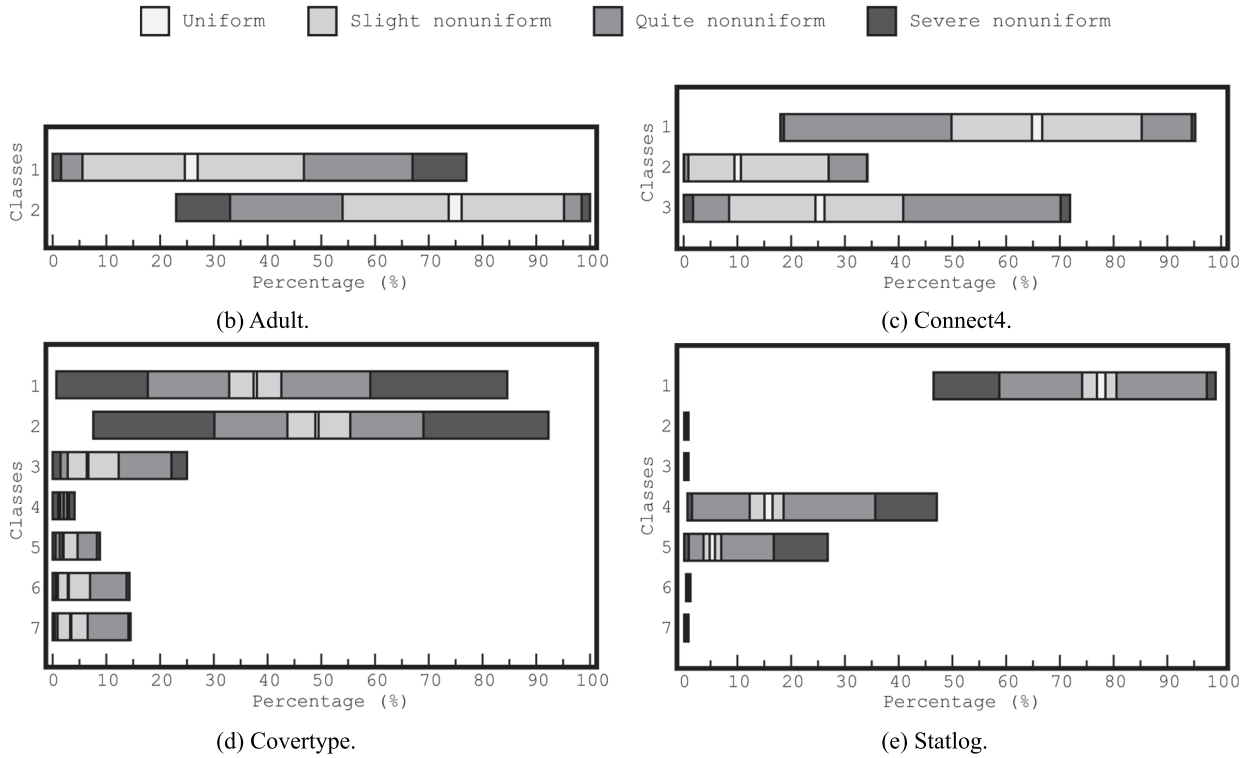 Uniform Slight nonuniform Quite nonuniform Severe nonuniform
Classes
1
2
0 10 20 30 40 50 60 70 80 90 100
Percentage (%)
(b) Adult.
Classes
1
2
3
0 10 20 30 40 50 60 70 80 90 100
Percentage (%)
(c) Connect4.
Classes
1
2
3
4
5
6
7
0 10 20 30 40 50 60 70 80 90 100
Percentage (%)
(d) Covertype.
Classes
1
2
3
4
5
6
7
0 10 20 30 40 50 60 70 80 90 100
Percentage (%)
(e) Statlog.